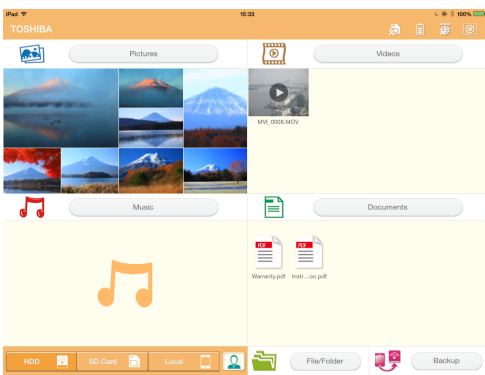 iPad 15:33 100%
TOSHIBA
Pictures Videos
MVI_0008.MOV
Music Documents
PDF PDF
Warranty.pdf Instr...on.pdf
HDD SD Card Local File/Folder Backup